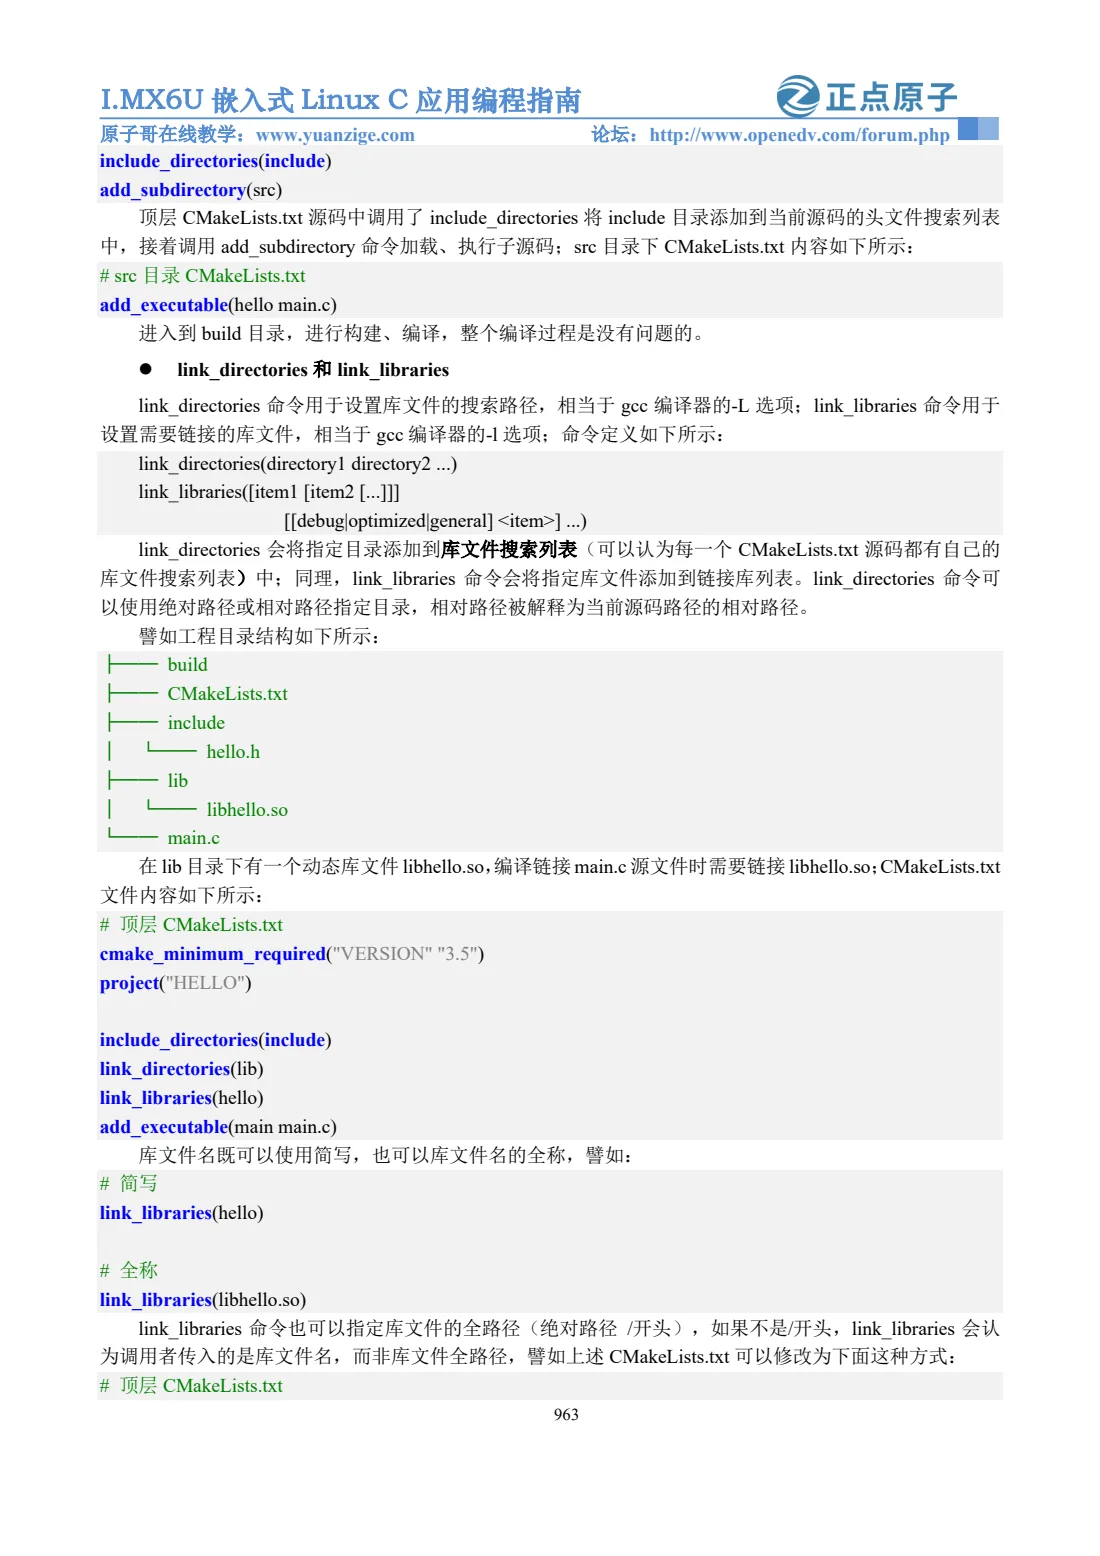 I.MX6U 嵌入式 Linux C 应用编程指南
正点原子
原子哥在线教学：www.yuanzige.com 论坛：http://www.openedv.com/forum.php
include_directories(include)
add_subdirectory(src)
顶层 CMakeLists.txt 源码中调用了 include_directories 将 include 目录添加到当前源码的头文件搜索列表
中，接着调用 add_subdirectory 命令加载、执行子源码；src 目录下 CMakeLists.txt 内容如下所示：
# src 目录 CMakeLists.txt
add_executable(hello main.c)
进入到 build 目录，进行构建、编译，整个编译过程是没有问题的。
● link_directories 和 link_libraries
link_directories 命令用于设置库文件的搜索路径，相当于 gcc 编译器的-L 选项；link_libraries 命令用于
设置需要链接的库文件，相当于 gcc 编译器的-l 选项；命令定义如下所示：
link_directories(directory1 directory2 ...)
link_libraries([item1 [item2 [...]]]
[[debug|optimized|general] <item>] ...)
link_directories 会将指定目录添加到库文件搜索列表（可以认为每一个 CMakeLists.txt 源码都有自己的
库文件搜索列表）中；同理，link_libraries 命令会将指定库文件添加到链接库列表。link_directories 命令可
以使用绝对路径或相对路径指定目录，相对路径被解释为当前源码路径的相对路径。
譬如工程目录结构如下所示：
├── build
├── CMakeLists.txt
├── include
│ └── hello.h
├── lib
│ └── libhello.so
└── main.c
在 lib 目录下有一个动态库文件 libhello.so，编译链接 main.c 源文件时需要链接 libhello.so；CMakeLists.txt
文件内容如下所示：
# 顶层 CMakeLists.txt
cmake_minimum_required("VERSION" "3.5")
project("HELLO")
include_directories(include)
link_directories(lib)
link_libraries(hello)
add_executable(main main.c)
库文件名既可以使用简写，也可以库文件名的全称，譬如：
# 简写
link_libraries(hello)
# 全称
link_libraries(libhello.so)
link_libraries 命令也可以指定库文件的全路径（绝对路径 /开头），如果不是/开头，link_libraries 会认
为调用者传入的是库文件名，而非库文件全路径，譬如上述 CMakeLists.txt 可以修改为下面这种方式：
# 顶层 CMakeLists.txt
963